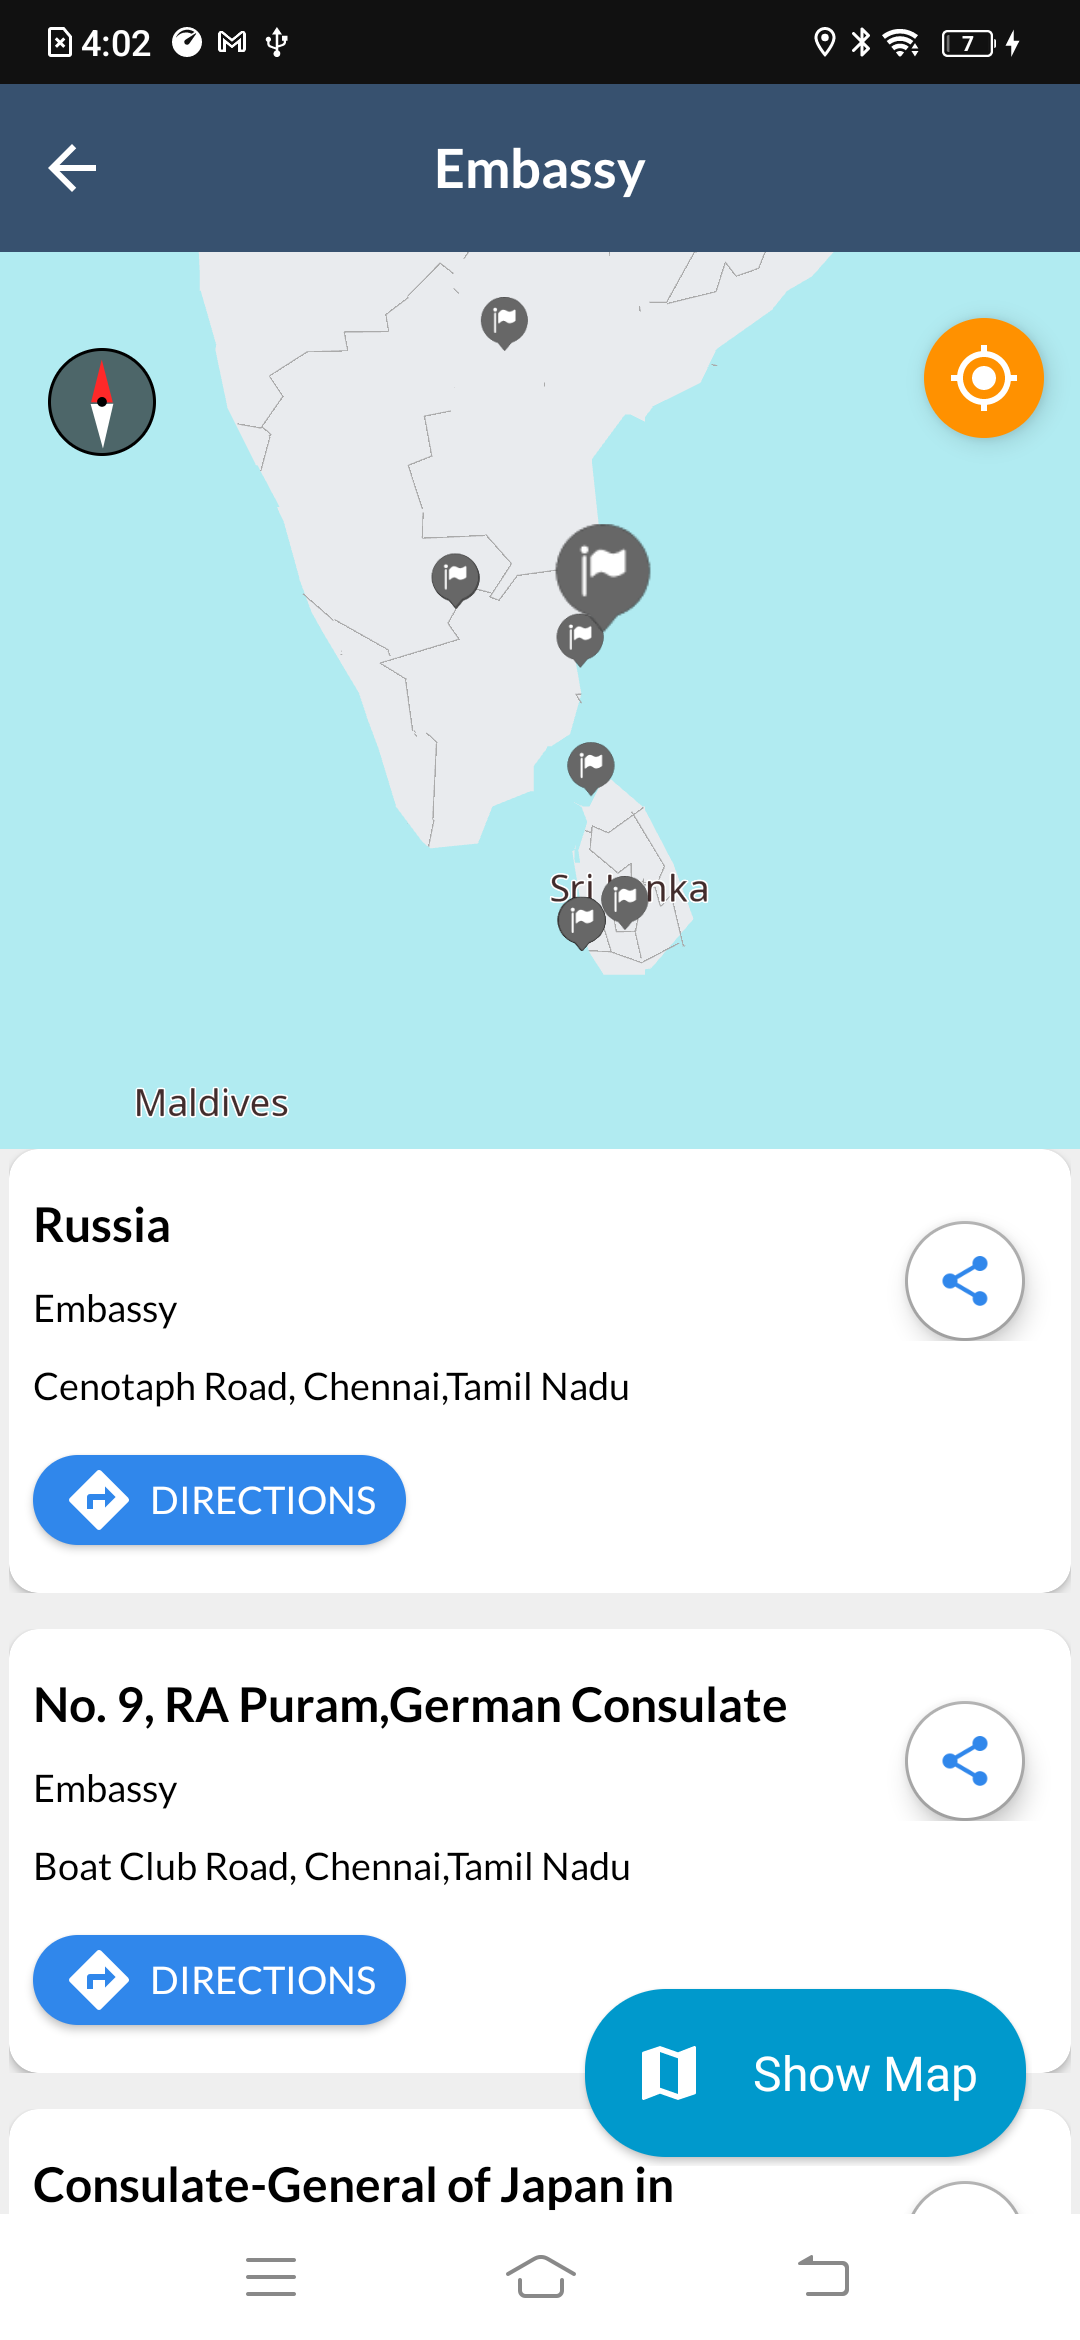 4:02
7
Embassy
Sri nka
Maldives
Russia
Embassy
Cenotaph Road, Chennai,Tamil Nadu
DIRECTIONS
No. 9, RA Puram,German Consulate
Embassy
Boat Club Road, Chennai,Tamil Nadu
DIRECTIONS
Show Map
Consulate-General of Japan in